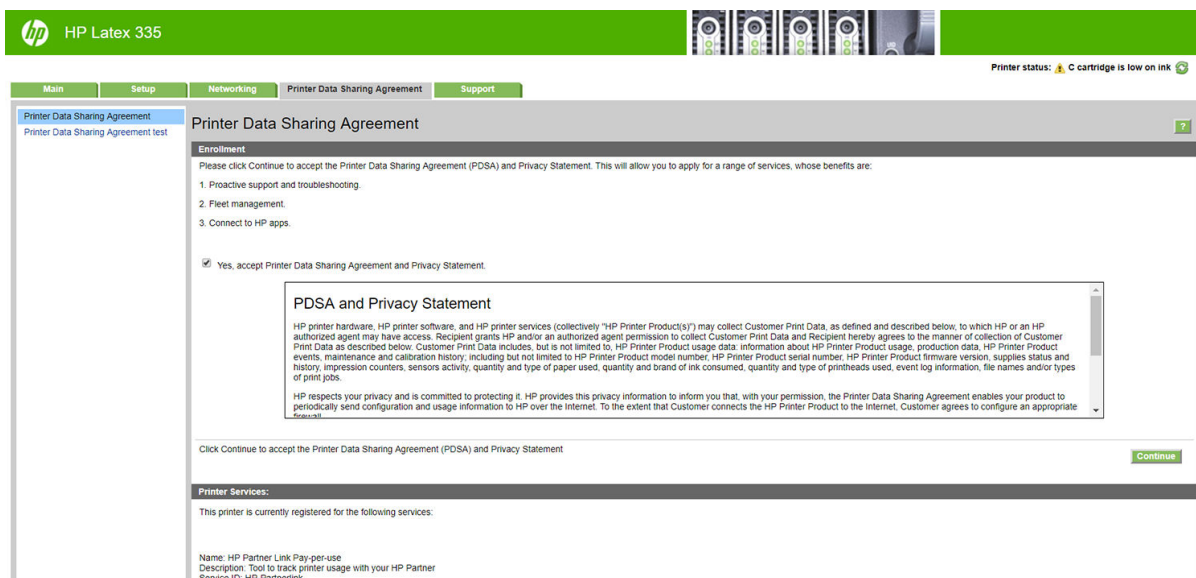 hp HP Latex 335
Printer status: C cartridge is low on ink
Main Setup Networking Printer Data Sharing Agreement Support
Printer Data Sharing Agreement
Printer Data Sharing Agreement test
Printer Data Sharing Agreement
?
Enrollment
Please click Continue to accept the Printer Data Sharing Agreement (PDSA) and Privacy Statement. This will allow you to apply for a range of services, whose benefits are:
1. Proactive support and troubleshooting.
2. Fleet management.
3. Connect to HP apps.
Yes, accept Printer Data Sharing Agreement and Privacy Statement.
PDSA and Privacy Statement
HP printer hardware, HP printer software, and HP printer services (collectively "HP Printer Product(s)") may collect Customer Print Data, as defined and described below, to which HP or an HP
authorized agent may have access. Recipient grants HP and/or an authorized agent permission to collect Customer Print Data and Recipient hereby agrees to the manner of collection of Customer
Print Data as described below. Customer Print Data includes, but is not limited to, HP Printer Product usage data: information about HP Printer Product usage, production data, HP Printer Product
events, maintenance and calibration history; including but not limited to HP Printer Product model number, HP Printer Product serial number, HP Printer Product firmware version, supplies status and
history, impression counters, sensors activity, quantity and type of paper used, quantity and brand of ink consumed, quantity and type of printheads used, event log information, file names and/or types
of print jobs.
HP respects your privacy and is committed to protecting it. HP provides this privacy information to inform you that, with your permission, the Printer Data Sharing Agreement enables your product to
periodically send configuration and usage information to HP over the Internet. To the extent that Customer connects the HP Printer Product to the Internet, Customer agrees to configure an appropriate
firewall
Click Continue to accept the Printer Data Sharing Agreement (PDSA) and Privacy Statement
Continue
Printer Services:
This printer is currently registered for the following services:
Name: HP Partner Link Pay-per-use
Description: Tool to track printer usage with your HP Partner
Service ID: HP Partnerlink